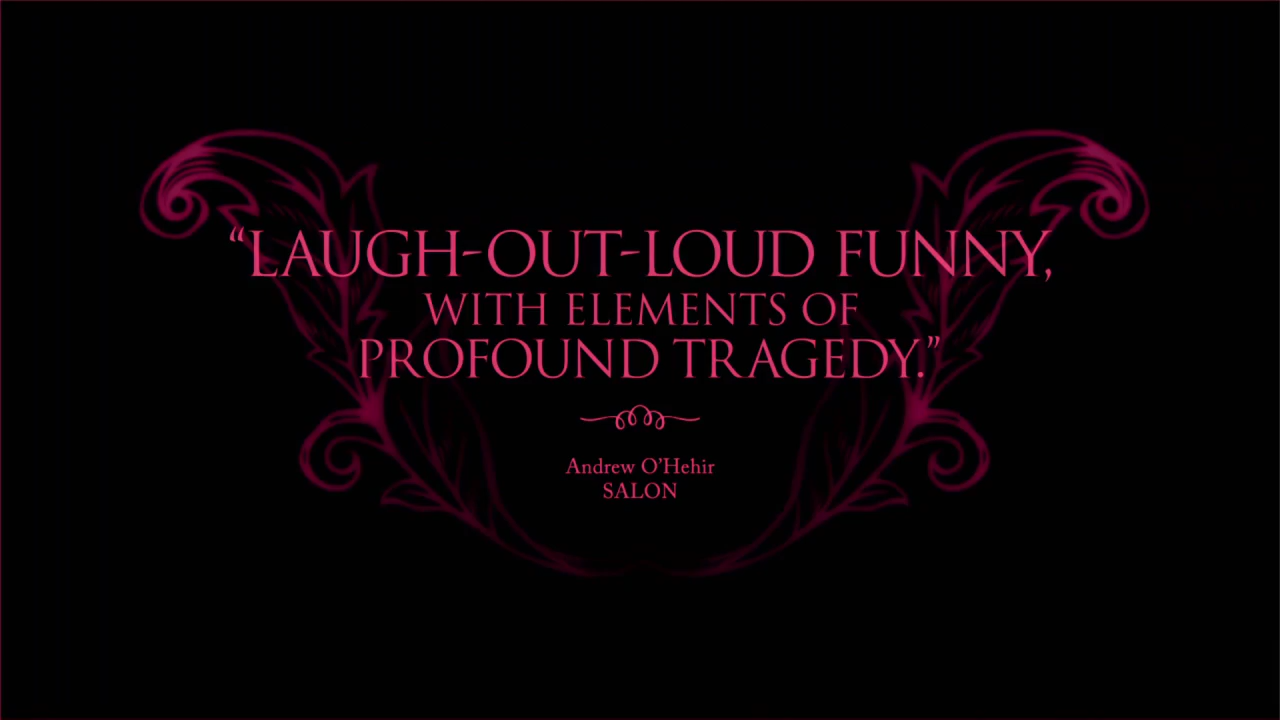 “LAUGH-OUT-LOUD FUNNY,
WITH ELEMENTS OF
PROFOUND TRAGEDY.”
Andrew O’Hehir
SALON